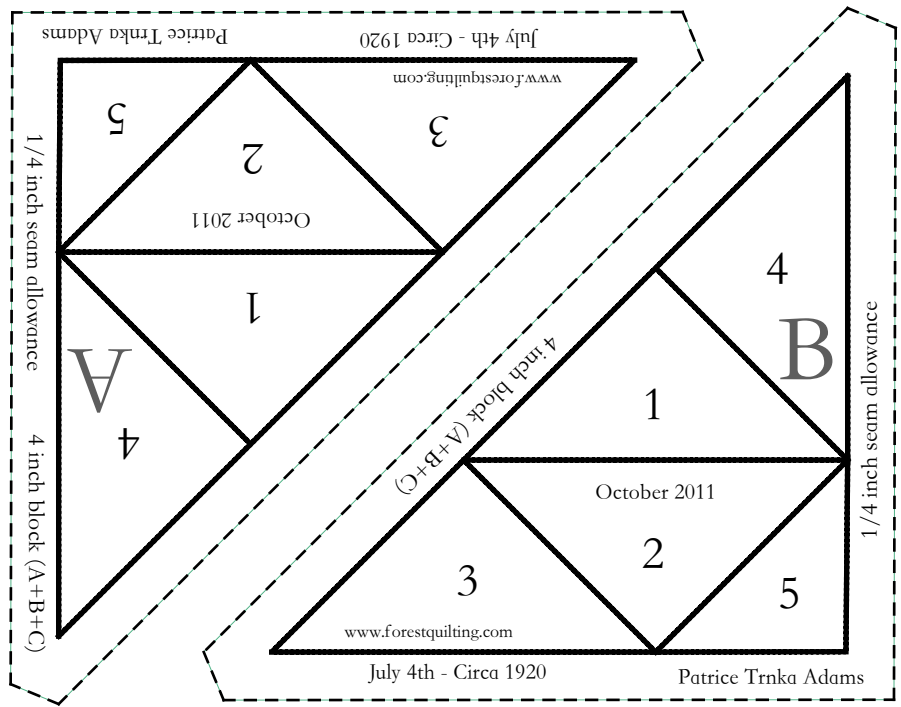 Patrice Trnka Adams
July 4th - Circa 1920
www.forestquilting.com
5
2
3
October 2011
1
A
4
1/4 inch seam allowance
4 inch block (A+B+C)
4
B
4 inch block (A+B+C)
1
1/4 inch seam allowance
October 2011
2
3
5
www.forestquilting.com
July 4th - Circa 1920
Patrice Trnka Adams